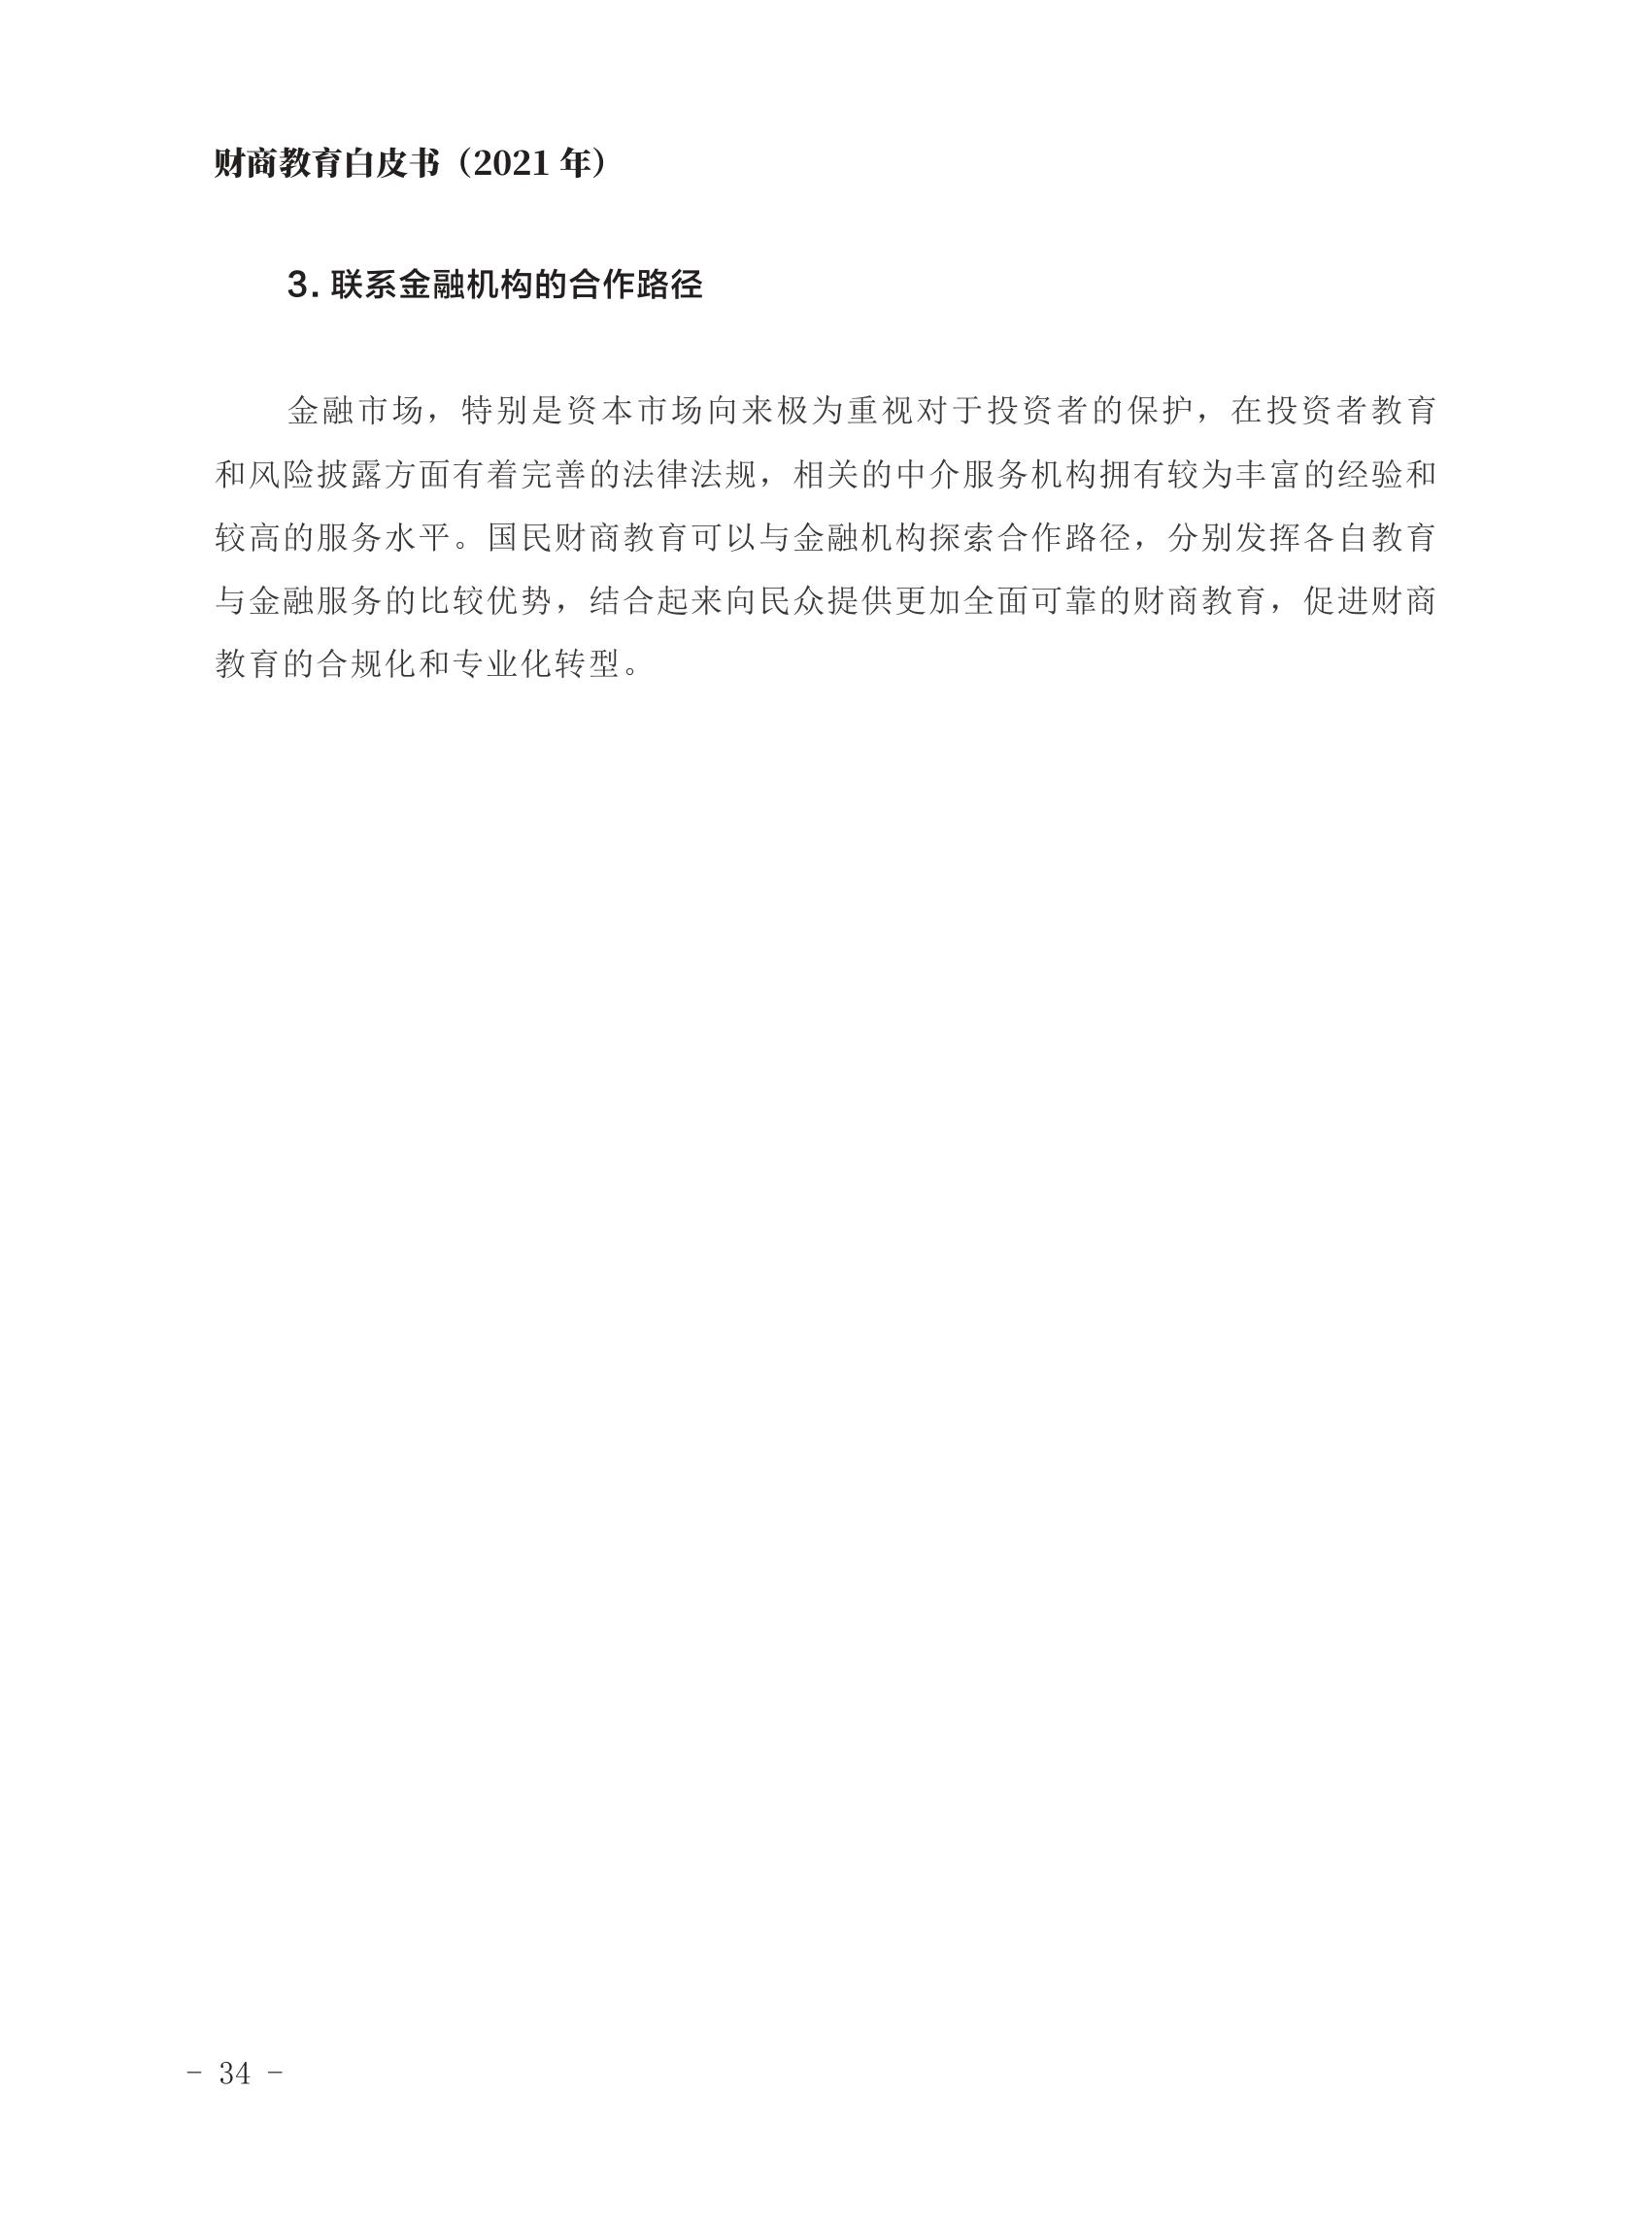 财商教育白皮书（2021 年）
3. 联系金融机构的合作路径
金融市场，特别是资本市场向来极为重视对于投资者的保护，在投资者教育
和风险披露方面有着完善的法律法规，相关的中介服务机构拥有较为丰富的经验和
较高的服务水平。国民财商教育可以与金融机构探索合作路径，分别发挥各自教育
与金融服务的比较优势，结合起来向民众提供更加全面可靠的财商教育，促进财商
教育的合规化和专业化转型。
- 34 -